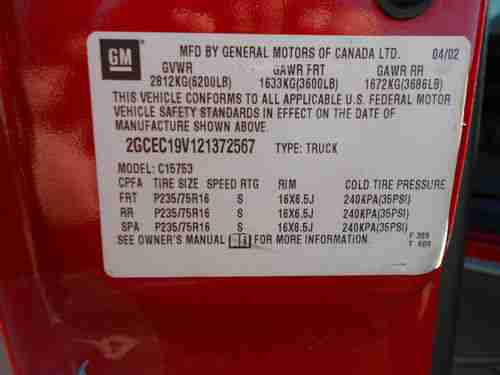 GM MFD BY GENERAL MOTORS OF CANADA LTD. 04/02
GVWR GAWR FRT GAWR RR
2812KG(6200LB) 1633KG(3600LB) 1672KG(3686LB)
THIS VEHICLE CONFORMS TO ALL APPLICABLE U.S. FEDERAL MOTOR
VEHICLE SAFETY STANDARDS IN EFFECT ON THE DATE OF
MANUFACTURE SHOWN ABOVE.
2GCEC19V121372567 TYPE: TRUCK
MODEL: C15753
CPFA TIRE SIZE SPEED RTG RIM COLD TIRE PRESSURE
FRT P235/75R16 S 16X6.5J 240KPA(35PSI)
RR P235/75R16 S 16X6.5J 240KPA(35PSI)
SPA P235/75R16 S 16X6.5J 240KPA(35PSI)
SEE OWNER'S MANUAL FOR MORE INFORMATION. F
T